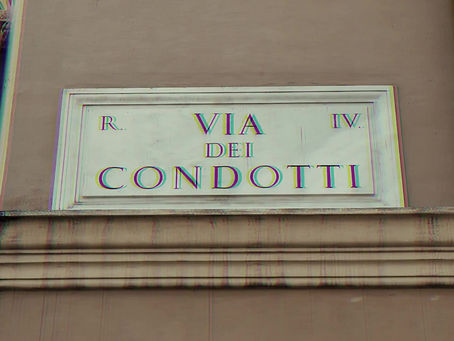 R. VIA IV.
DEI
CONDOTTI